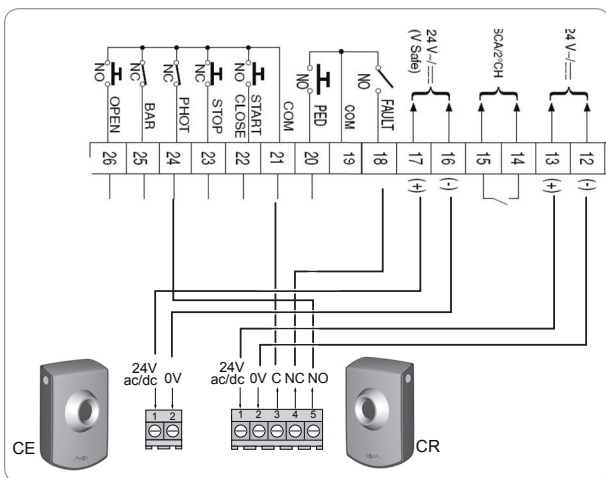 24 V~/
(V Safe)
SCA/2°CH
24 V~/
NO
NC
NC
NC
NO
NO
NO
OPEN
BAR
PHOT
STOP
START
CLOSE
COM
PED
COM
FAULT
26
25
24
23
22
21
20
19
18
17
16
15
14
13
12
(+)
(-)
(+)
(-)
24V
ac/dc 0V
24V
ac/dc 0V C NC NO
1 2
1 2 3 4 5
CE
CR